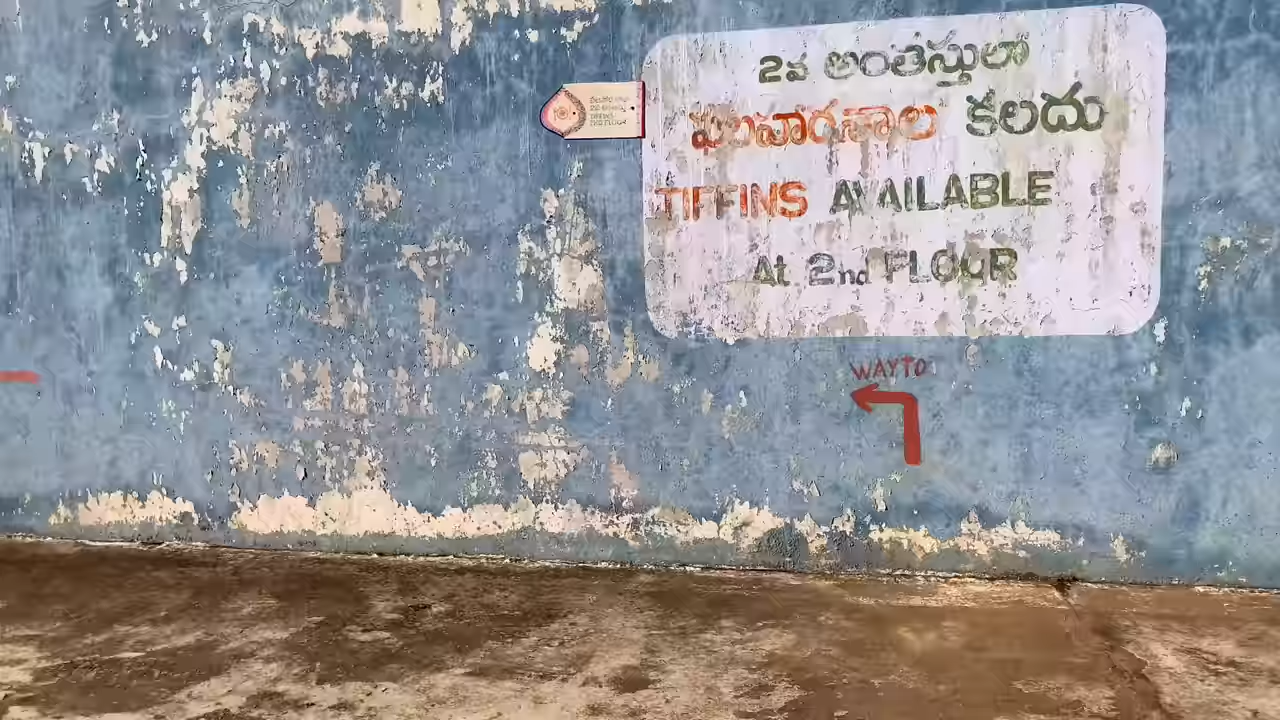 2వ అంతస్తులో
ఫలహారశాల కలదు
TIFFINS AVAILABLE
At 2nd FLOOR
WAYTO